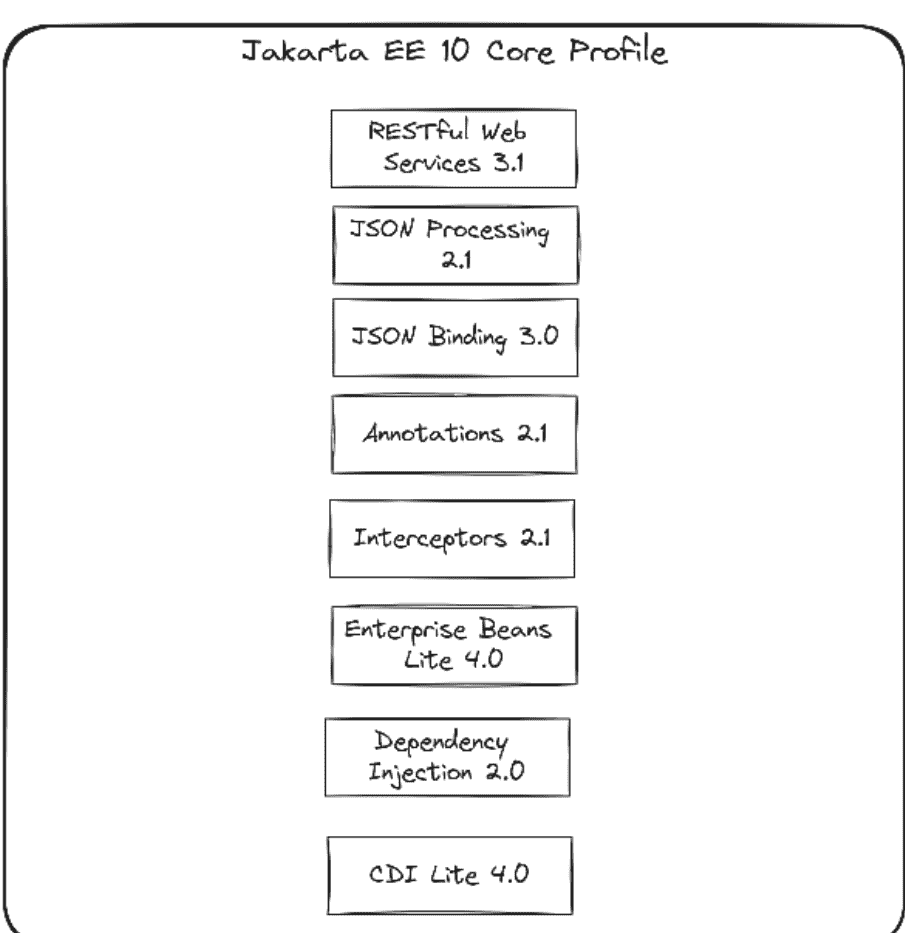 Jakarta EE 10 Core Profile
RESTful Web
Services 3.1
JSON Processing
2.1
JSON Binding 3.0
Annotations 2.1
Interceptors 2.1
Enterprise Beans
Lite 4.0
Dependency
Injection 2.0
CDI Lite 4.0